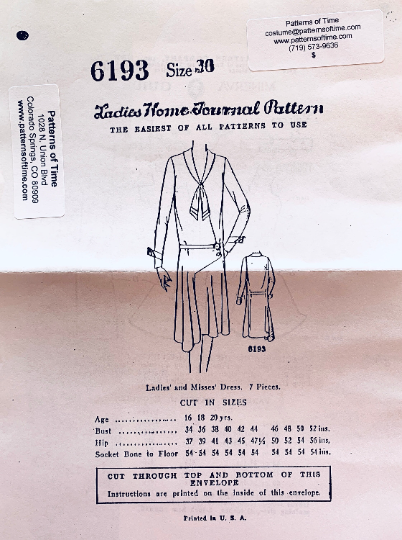 Patterns of Time
costume@patternsoftime.com
www.patternsoftime.com
(719) 573-9636
$
6193 Size 30
Patterns of Time
1028 N. Union Blvd
Colorado Springs, CO 80909
www.patternsoftime.com
Ladies Home Journal Pattern
THE EASIEST OF ALL PATTERNS TO USE
6193
Ladies' and Misses' Dress. 7 Pieces.
CUT IN SIZES
Age ................. 16 18 20 yrs.
Bust ................ 34 36 38 40 42 44 46 48 50 52 ins.
Hip ................. 37 39 41 43 45 47½ 50 52 54 56 ins.
Socket Bone to Floor 54 54 54 54 54 54 54 54 54 54 ins.
CUT THROUGH TOP AND BOTTOM OF THIS
ENVELOPE
Instructions are printed on the inside of this envelope.
Printed in U. S. A.